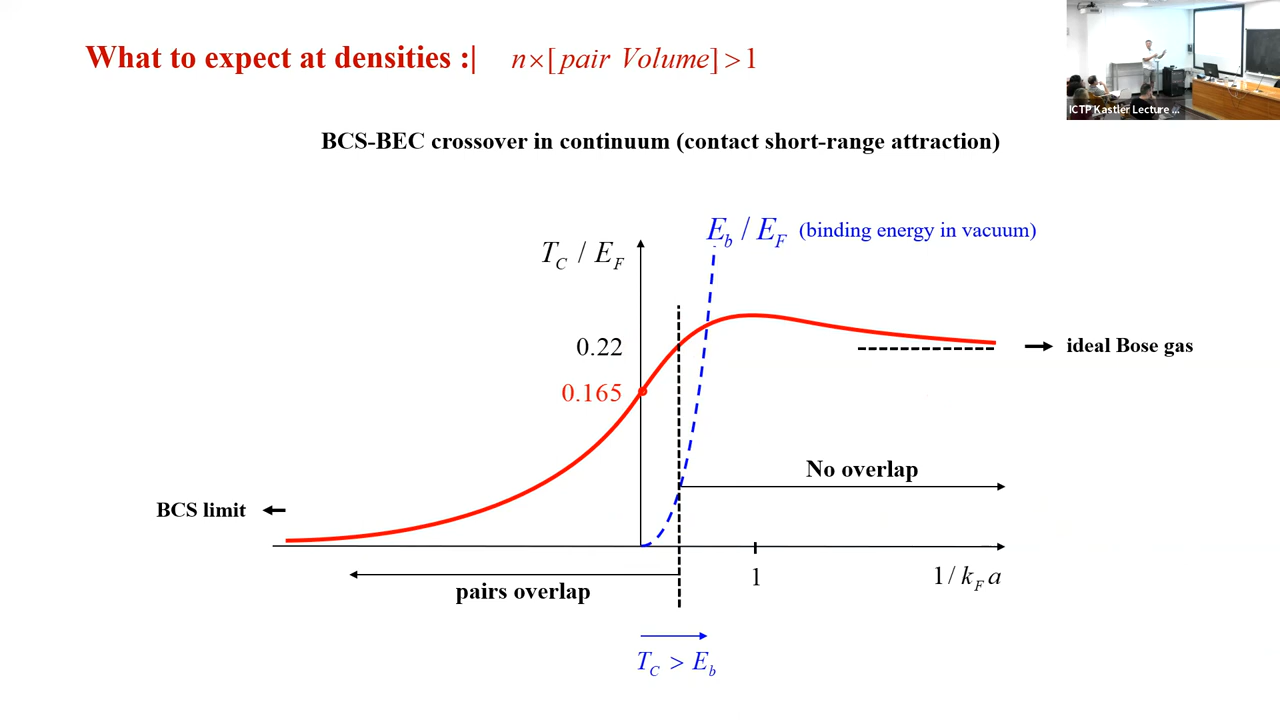 What to expect at densities :| n×[pair Volume]>1
ICTP Kastler Lecture ...
BCS-BEC crossover in continuum (contact short-range attraction)
E_b / E_F (binding energy in vacuum)
T_C / E_F
0.22
ideal Bose gas
0.165
No overlap
BCS limit
1
1/ k_F a
pairs overlap
T_C > E_b